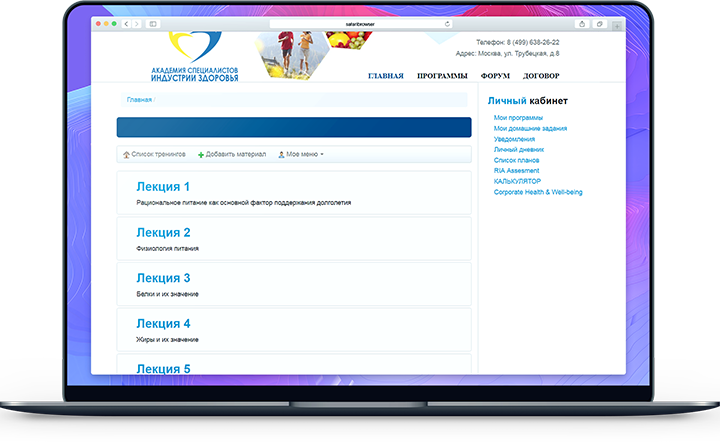 safaribrowser
Телефон: 8 (499) 638-26-22
Адрес: Москва, ул. Трубецкая, д.8
АКАДЕМИЯ СПЕЦИАЛИСТОВ
ИНДУСТРИИ ЗДОРОВЬЯ
ГЛАВНАЯ ПРОГРАММЫ ФОРУМ ДОГОВОР
Главная /
Список тренингов Добавить материал Мое меню
Лекция 1
Рациональное питание как основной фактор поддержания долголетия
Лекция 2
Физиология питания
Лекция 3
Белки и их значение
Лекция 4
Жиры и их значение
Лекция 5
Личный кабинет
Мои программы
Мои домашние задания
Уведомления
Личный дневник
Список планов
RIA Assesment
КАЛЬКУЛЯТОР
Corporate Health & Well-being